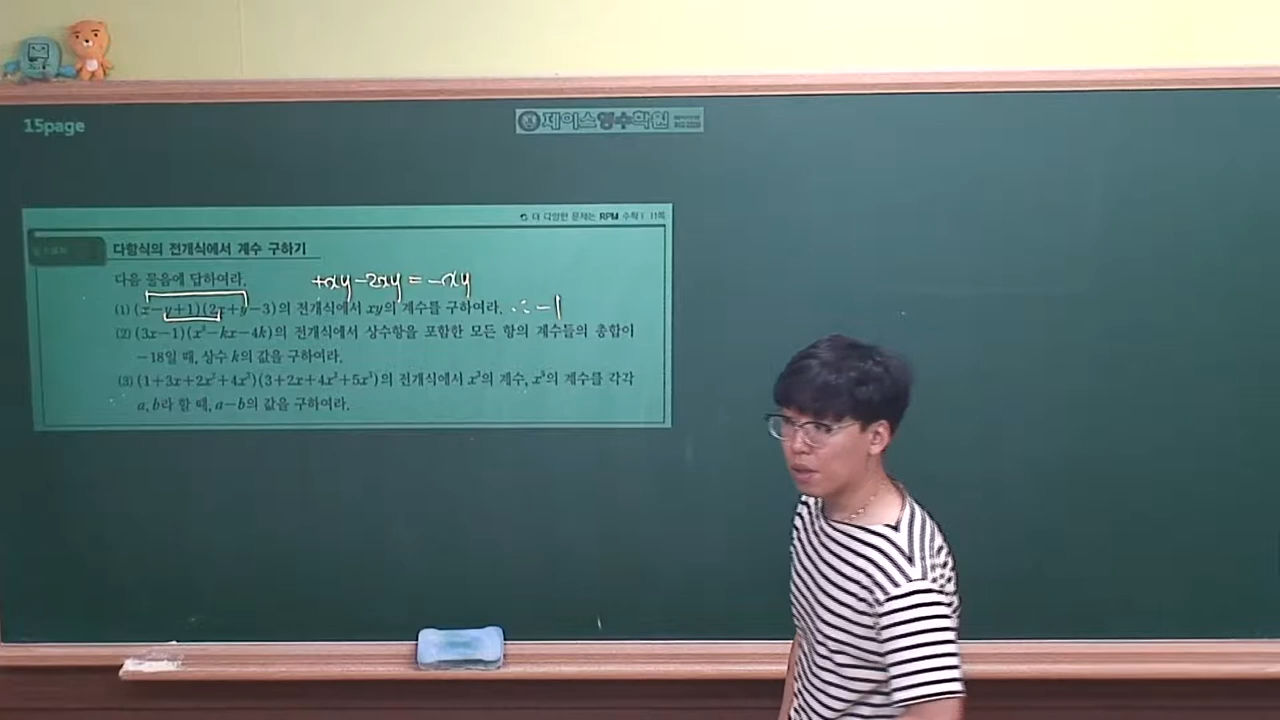 15page
제이스영수학원
더 다양한 문제는 RPM 수학Ⅰ 11쪽
다항식의 전개식에서 계수 구하기
다음 물음에 답하여라.
+xy-2xy=-xy
(1) (x-y+1)(2x+y-3)의 전개식에서 xy의 계수를 구하여라. ∴-1
(2) (3x-1)(x²-kx-4k)의 전개식에서 상수항을 포함한 모든 항의 계수들의 총합이
-18일 때, 상수 k의 값을 구하여라.
(3) (1+3x+2x²+4x³)(3+2x+4x²+5x³)의 전개식에서 x³의 계수, x⁵의 계수를 각각
a, b라 할 때, a-b의 값을 구하여라.